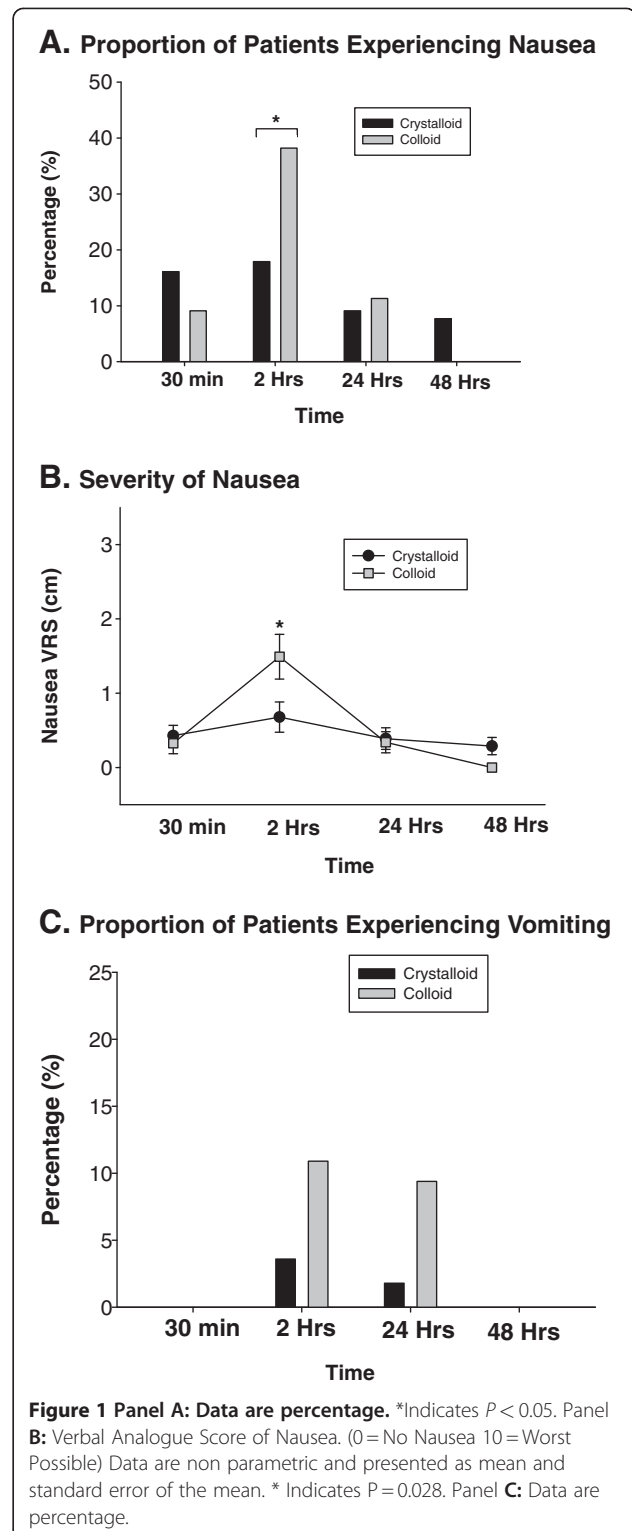 A. Proportion of Patients Experiencing Nausea
50
40
30
20
10
0
Percentage (%)
*
Crystalloid
Colloid
30 min 2 Hrs 24 Hrs 48 Hrs
Time
B. Severity of Nausea
3
2
1
0
Nausea VRS (cm)
*
Crystalloid
Colloid
30 min 2 Hrs 24 Hrs 48 Hrs
Time
C. Proportion of Patients Experiencing Vomiting
25
20
15
10
5
0
Percentage (%)
Crystalloid
Colloid
30 min 2 Hrs 24 Hrs 48 Hrs
Time
Figure 1 Panel A: Data are percentage. *Indicates P < 0.05. Panel
B: Verbal Analogue Score of Nausea. (0 = No Nausea 10 = Worst
Possible) Data are non parametric and presented as mean and
standard error of the mean. * Indicates P = 0.028. Panel C: Data are
percentage.